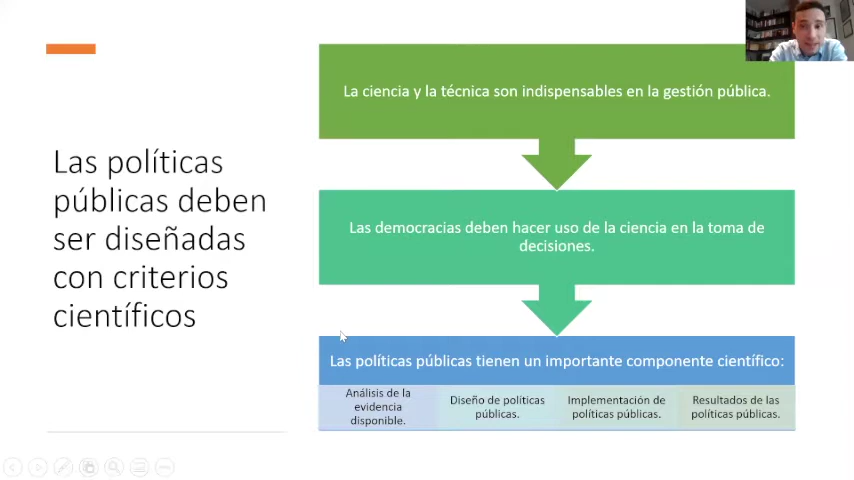 Las políticas
públicas deben
ser diseñadas
con criterios
científicos
La ciencia y la técnica son indispensables en la gestión pública.
Las democracias deben hacer uso de la ciencia en la toma de
decisiones.
Las políticas públicas tienen un importante componente científico:
Análisis de la
evidencia
disponible.
Diseño de políticas
públicas.
Implementación de
políticas públicas.
Resultados de las
políticas públicas.